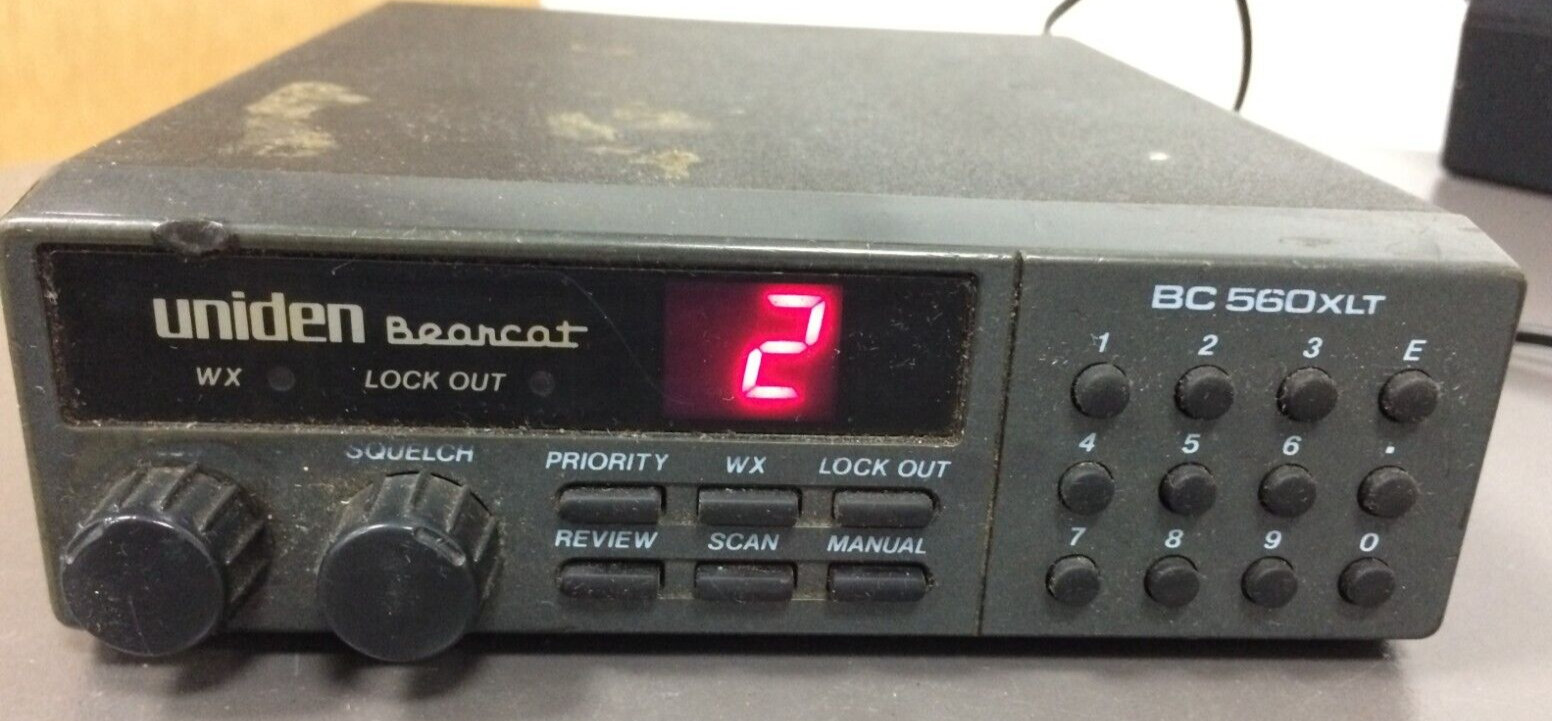 uniden Bearcat
WX LOCK OUT
2
BC 560XLT
SQUELCH
PRIORITY WX LOCK OUT
REVIEW SCAN MANUAL
1 2 3 E
4 5 6 .
7 8 9 0